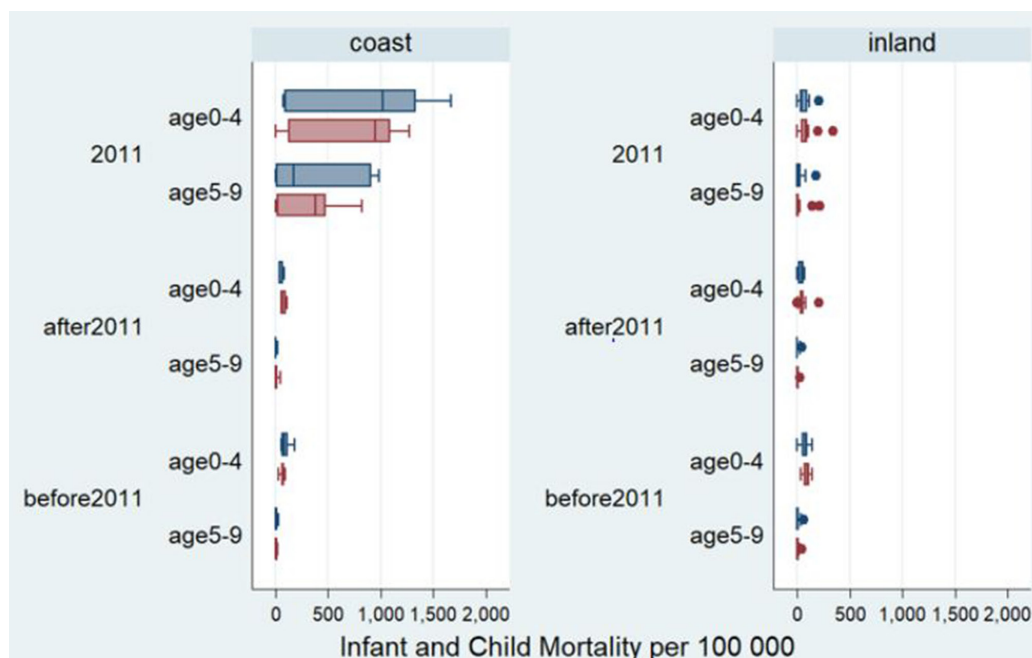 coast
age0-4
2011
age5-9
age0-4
after2011
age5-9
age0-4
before2011
age5-9
0 500 1,000 1,500 2,000
inland
age0-4
2011
age5-9
age0-4
after2011
age5-9
age0-4
before2011
age5-9
0 500 1,000 1,500 2,000
Infant and Child Mortality per 100 000